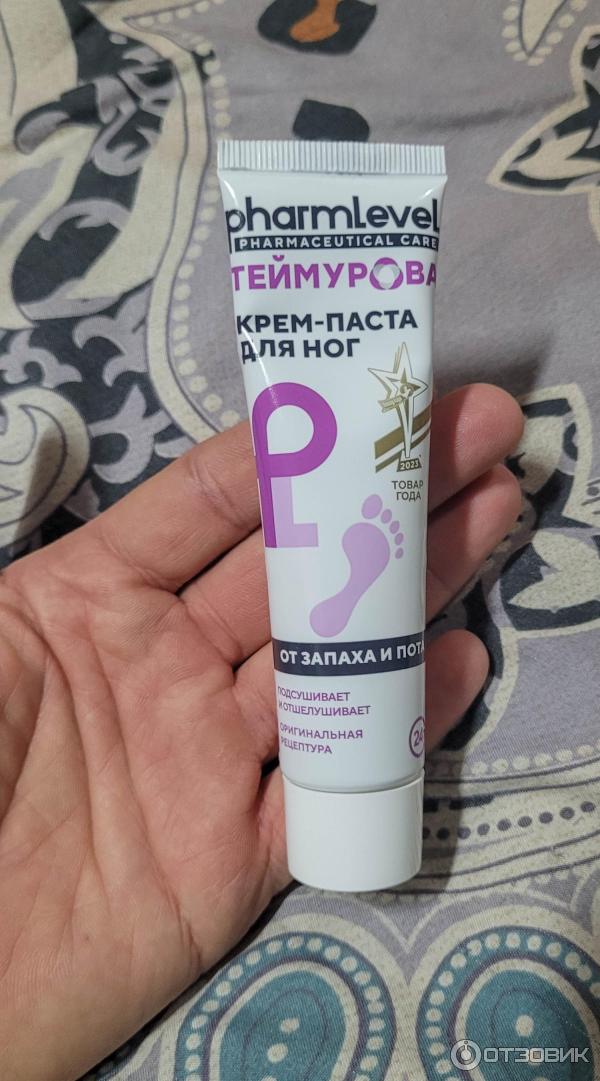 pharmLevel
PHARMACEUTICAL CARE
ТЕЙМУРОВА
КРЕМ-ПАСТА
ДЛЯ НОГ
2023
ТОВАР
ГОДА
ОТ ЗАПАХА И ПОТА
ПОДСУШИВАЕТ
И ОТШЕЛУШИВАЕТ
ОРИГИНАЛЬНАЯ
РЕЦЕПТУРА
24
ОТЗОВИК